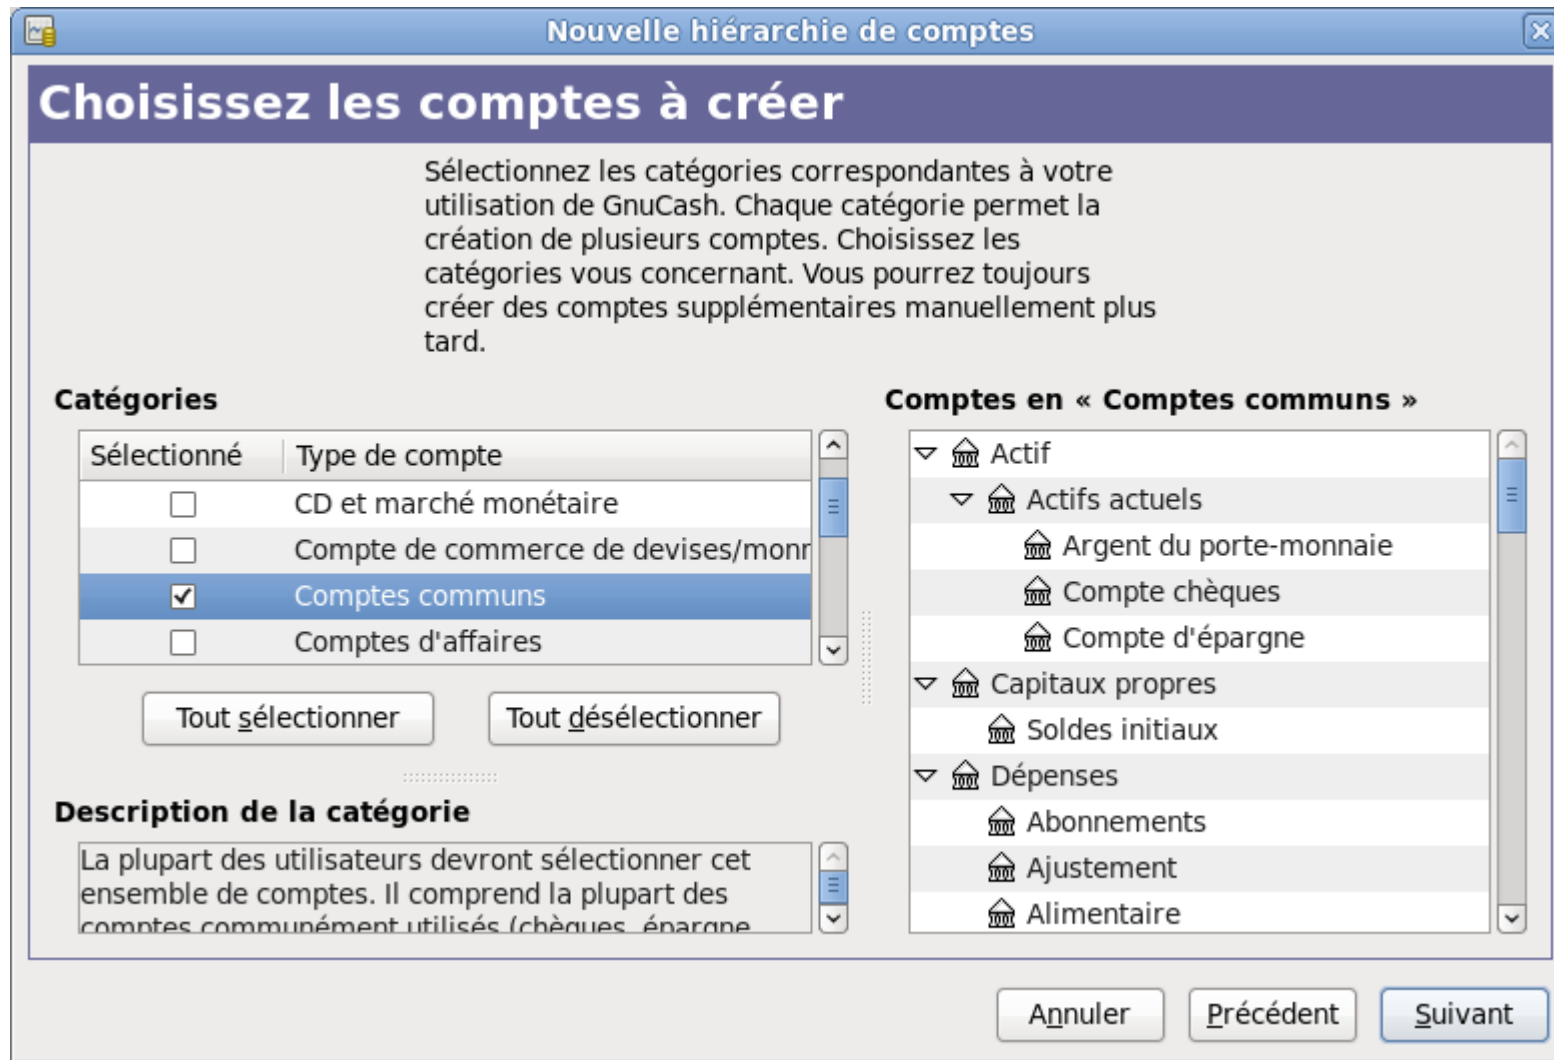 Nouvelle hiérarchie de comptes
Choisissez les comptes à créer
Sélectionnez les catégories correspondantes à votre
utilisation de GnuCash. Chaque catégorie permet la
création de plusieurs comptes. Choisissez les
catégories vous concernant. Vous pourrez toujours
créer des comptes supplémentaires manuellement plus
tard.
Catégories
Sélectionné Type de compte
CD et marché monétaire
Compte de commerce de devises/monr
Comptes communs
Comptes d'affaires
Tout sélectionner Tout désélectionner
Description de la catégorie
La plupart des utilisateurs devront sélectionner cet
ensemble de comptes. Il comprend la plupart des
comptes communément utilisés (chèques, épargne
Comptes en « Comptes communs »
Actif
Actifs actuels
Argent du porte-monnaie
Compte chèques
Compte d'épargne
Capitaux propres
Soldes initiaux
Dépenses
Abonnements
Ajustement
Alimentaire
Annuler Précédent Suivant